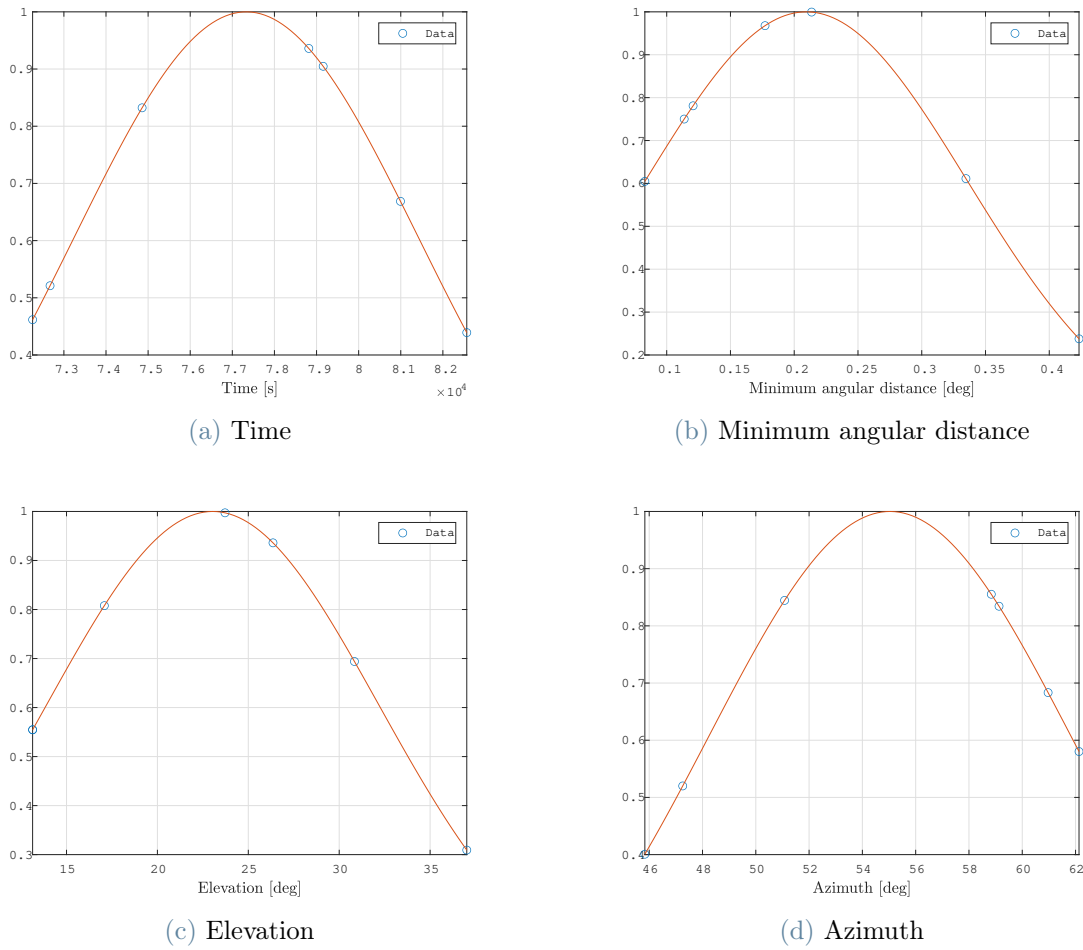 1
0.9
0.8
0.7
0.6
0.5
0.4
Data
7.3 7.4 7.5 7.6 7.7 7.8 7.9 8 8.1 8.2
Time [s]
×10⁴
(a) Time
1
0.9
0.8
0.7
0.6
0.5
0.4
0.3
0.2
Data
0.1 0.15 0.2 0.25 0.3 0.35 0.4
Minimum angular distance [deg]
(b) Minimum angular distance
1
0.9
0.8
0.7
0.6
0.5
0.4
0.3
Data
15 20 25 30 35
Elevation [deg]
(c) Elevation
1
0.9
0.8
0.7
0.6
0.5
0.4
Data
46 48 50 52 54 56 58 60 62
Azimuth [deg]
(d) Azimuth